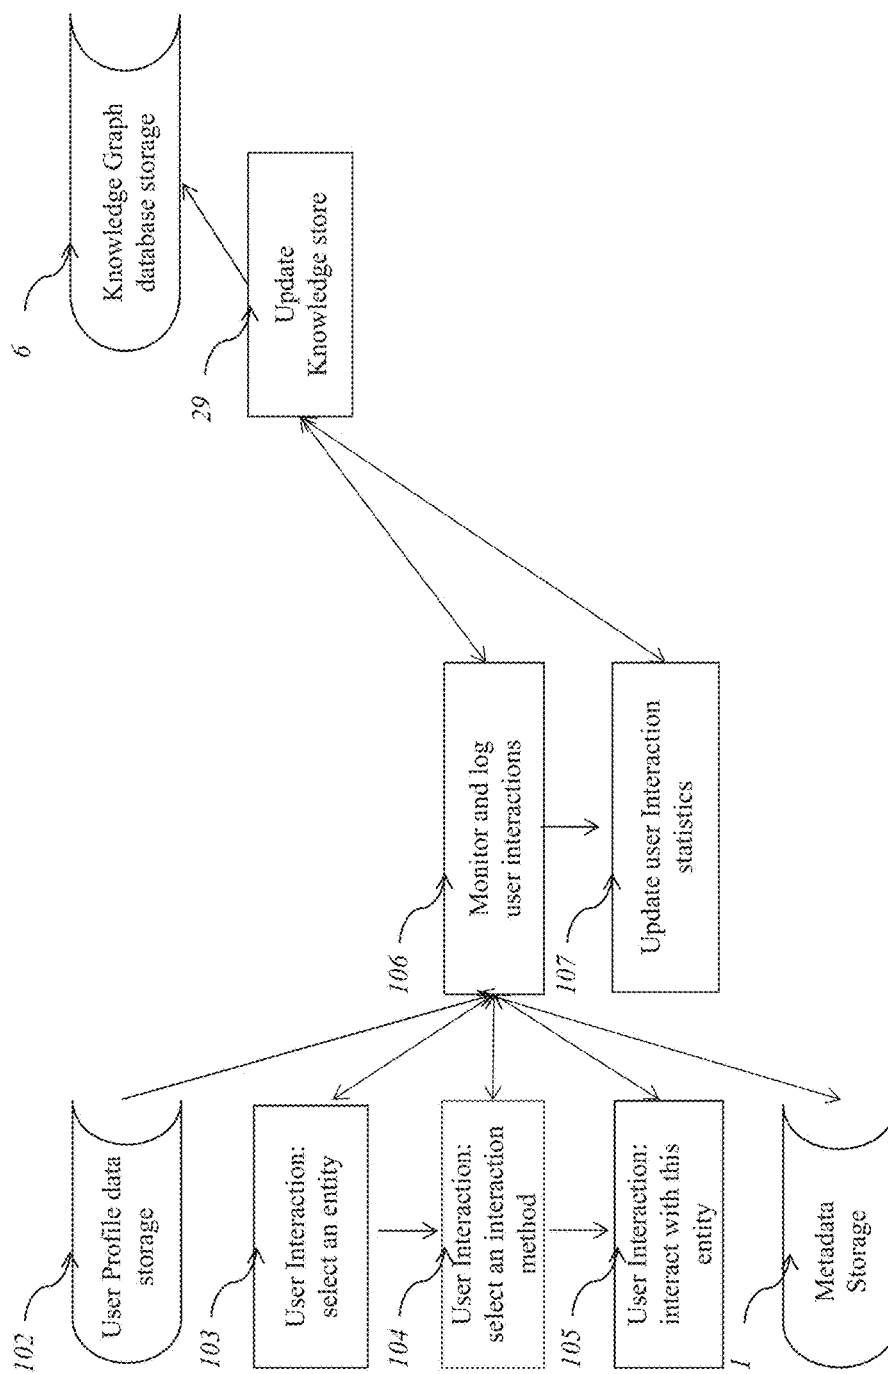 102
User Profile data
storage
103
User Interaction:
select an entity
104
User Interaction:
select an interaction
method
105
User Interaction:
interact with this
entity
1
Metadata
Storage
106
Monitor and log
user interactions
107
Update user Interaction
statistics
29
Update
Knowledge store
6
Knowledge Graph
database storage